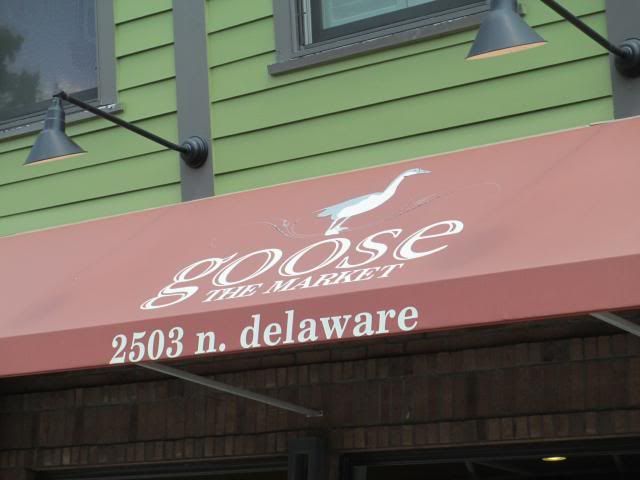 goose
THE MARKET
2503 n. delaware